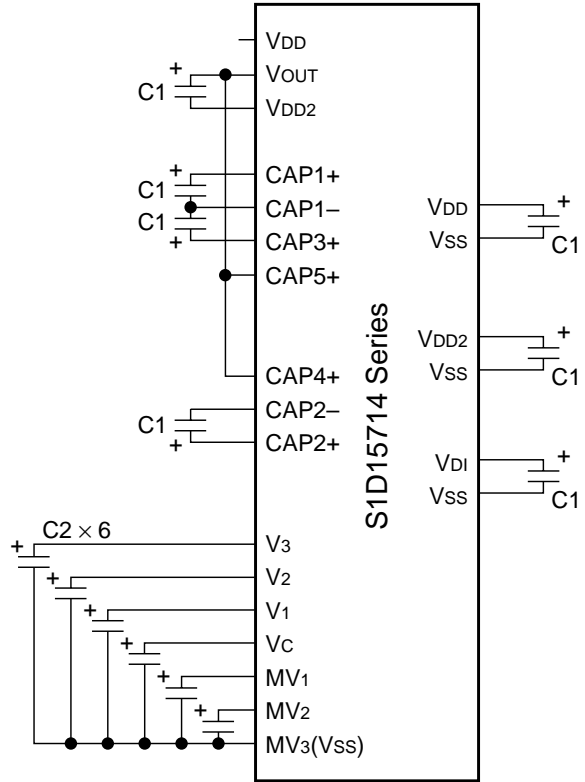 VDD
+
VOUT
C1
VDD2
+
CAP1+
C1
CAP1–
C1
CAP3+
+
CAP5+
CAP4+
CAP2–
C1
CAP2+
+
C2 × 6
+
V3
+
V2
+
V1
+
VC
+
MV1
+
MV2
MV3(VSS)
S1D15714 Series
VDD
+
VSS
C1
VDD2
+
VSS
C1
VDI
+
VSS
C1